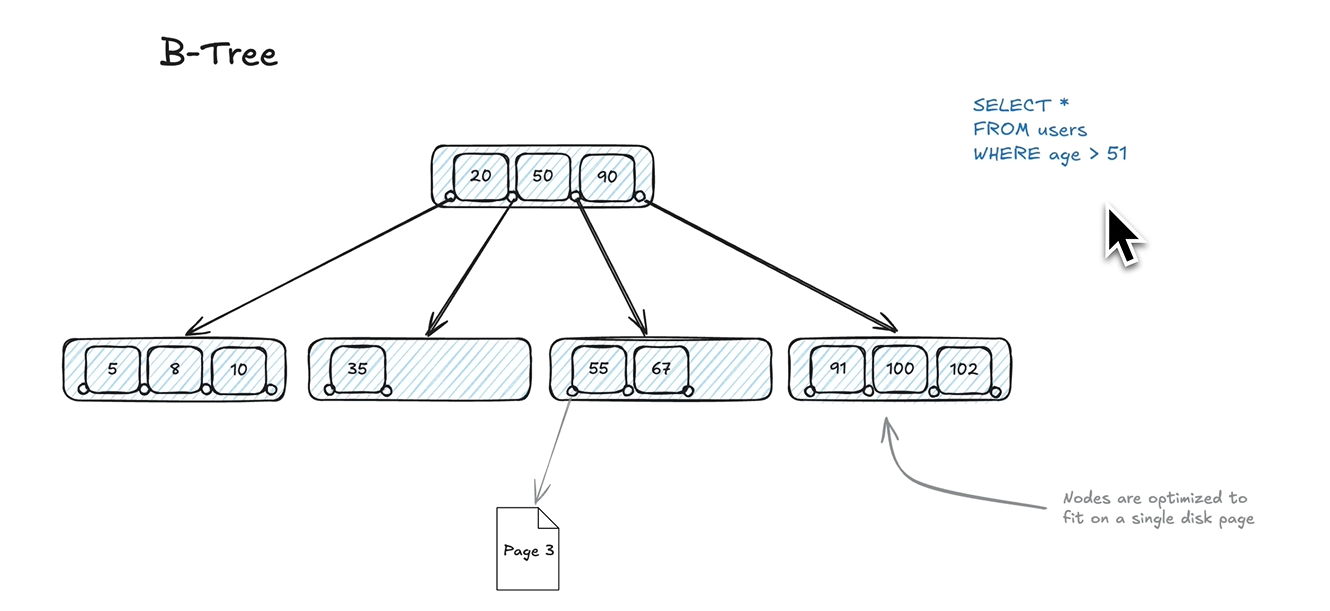 B-Tree
SELECT *
FROM users
WHERE age > 51
20 50 90
5 8 10 35 55 67 91 100 102
Nodes are optimized to
fit on a single disk page
Page 3